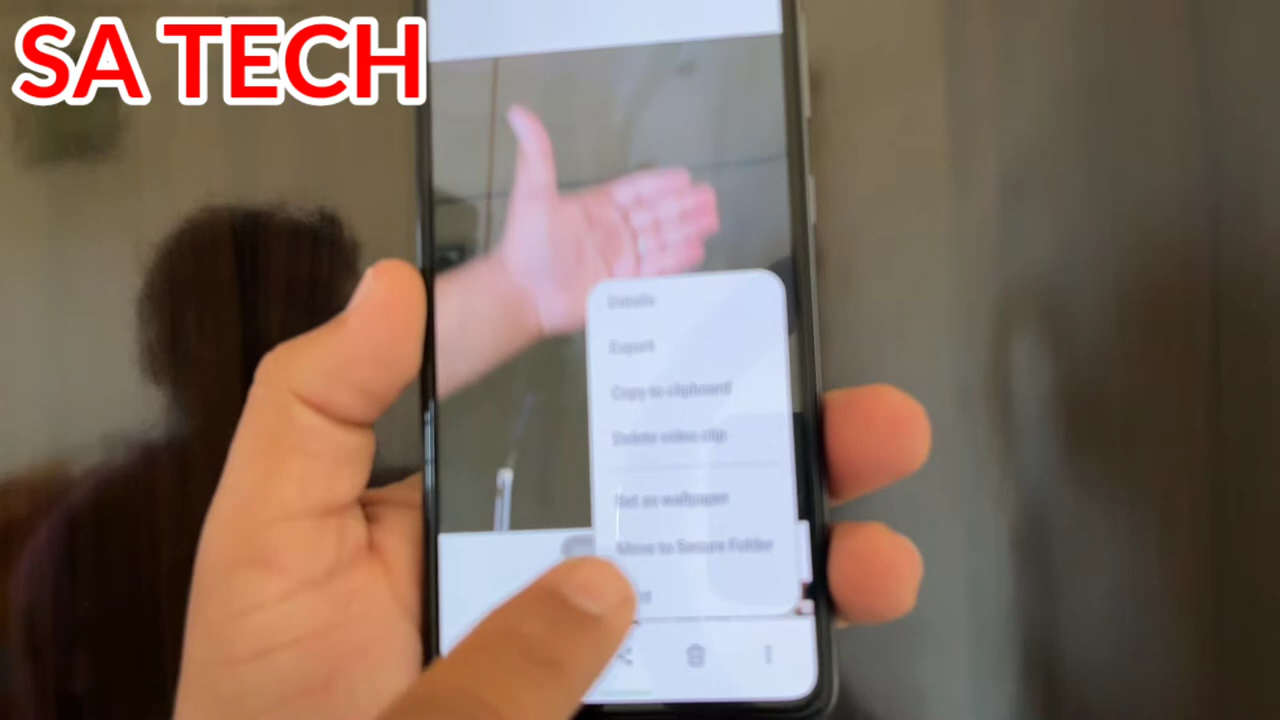 SA TECH
Details
Export
Copy to clipboard
Delete video clip
Set as wallpaper
Move to Secure Folder